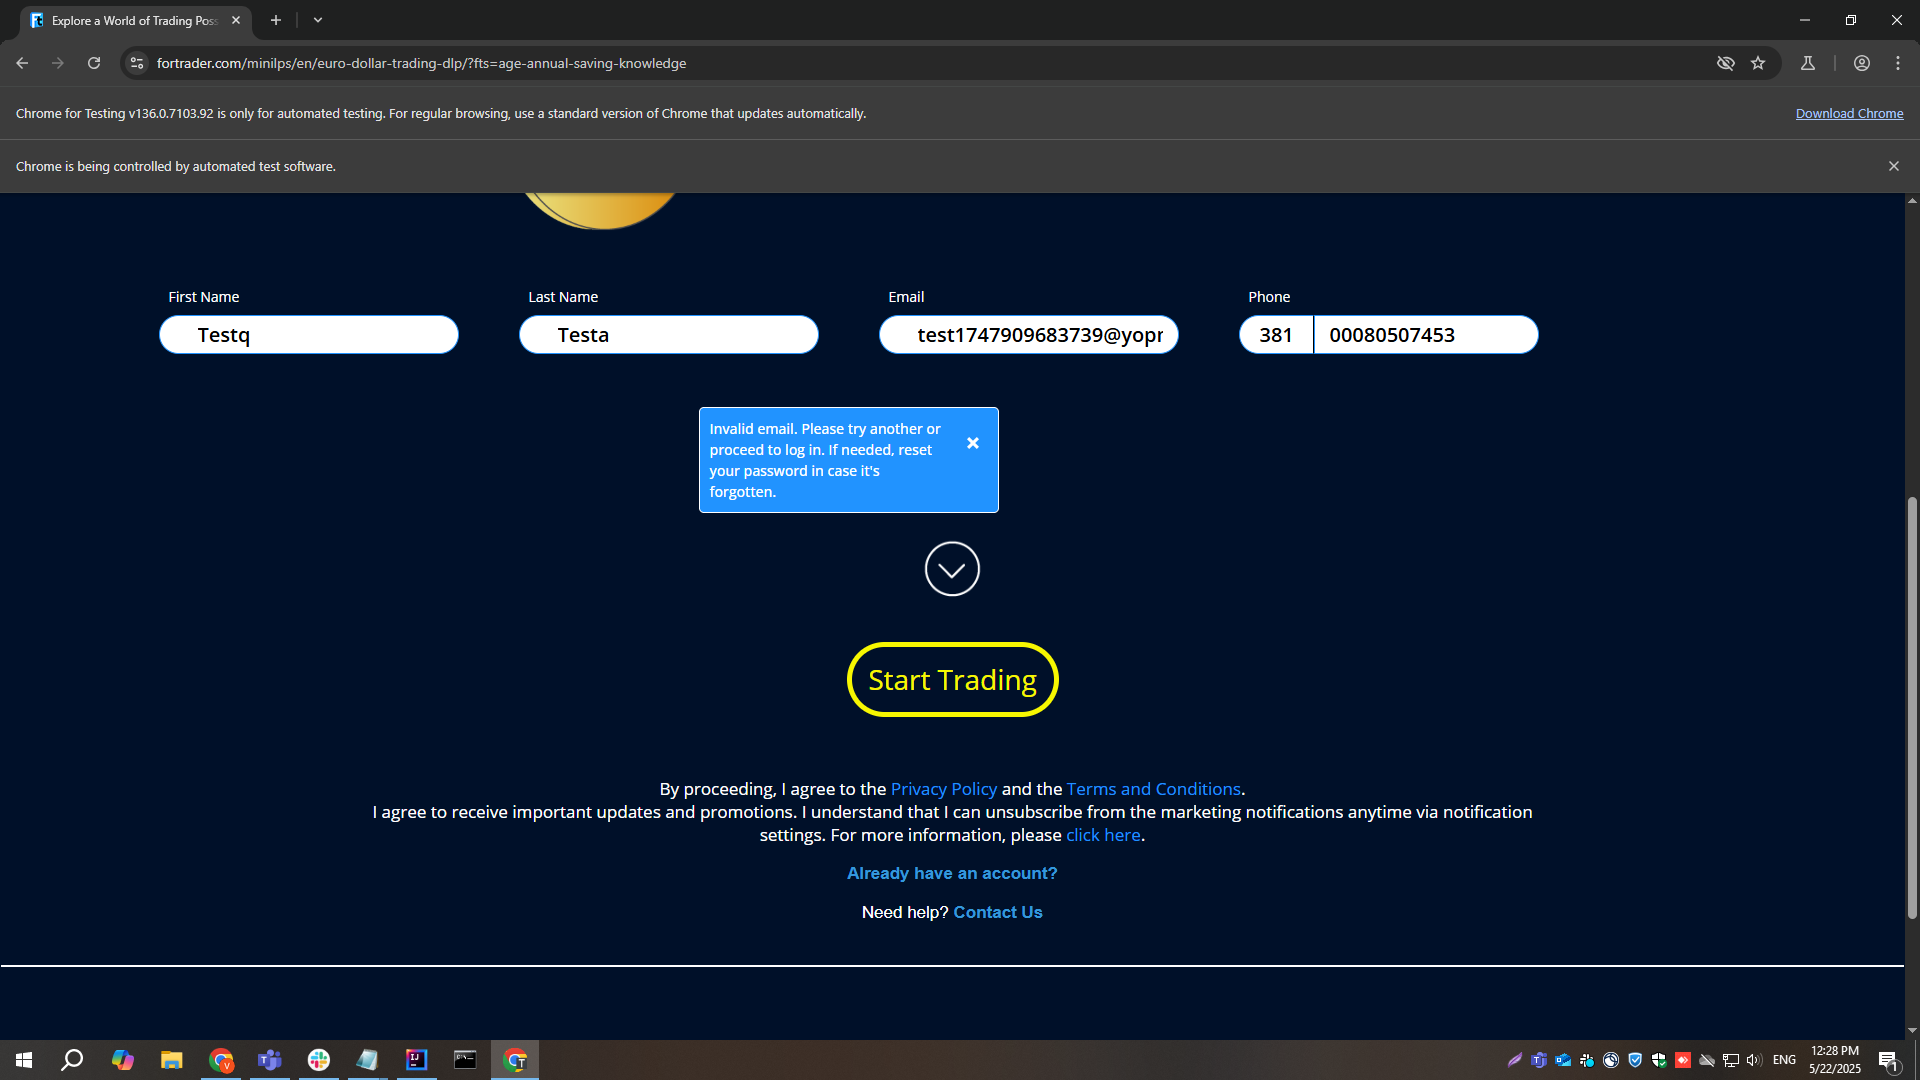 Explore a World of Trading Poss
fortrader.com/minilps/en/euro-dollar-trading-dlp/?fts=age-annual-saving-knowledge
Chrome for Testing v136.0.7103.92 is only for automated testing. For regular browsing, use a standard version of Chrome that updates automatically.
Download Chrome
Chrome is being controlled by automated test software.
First Name
Last Name
Email
Phone
Testq
Testa
test1747909683739@yopr
381
00080507453
Invalid email. Please try another or
proceed to log in. If needed, reset
your password in case it's
forgotten.
Start Trading
By proceeding, I agree to the Privacy Policy and the Terms and Conditions.
I agree to receive important updates and promotions. I understand that I can unsubscribe from the marketing notifications anytime via notification
settings. For more information, please click here.
Already have an account?
Need help? Contact Us
ENG
12:28 PM
5/22/2025
1